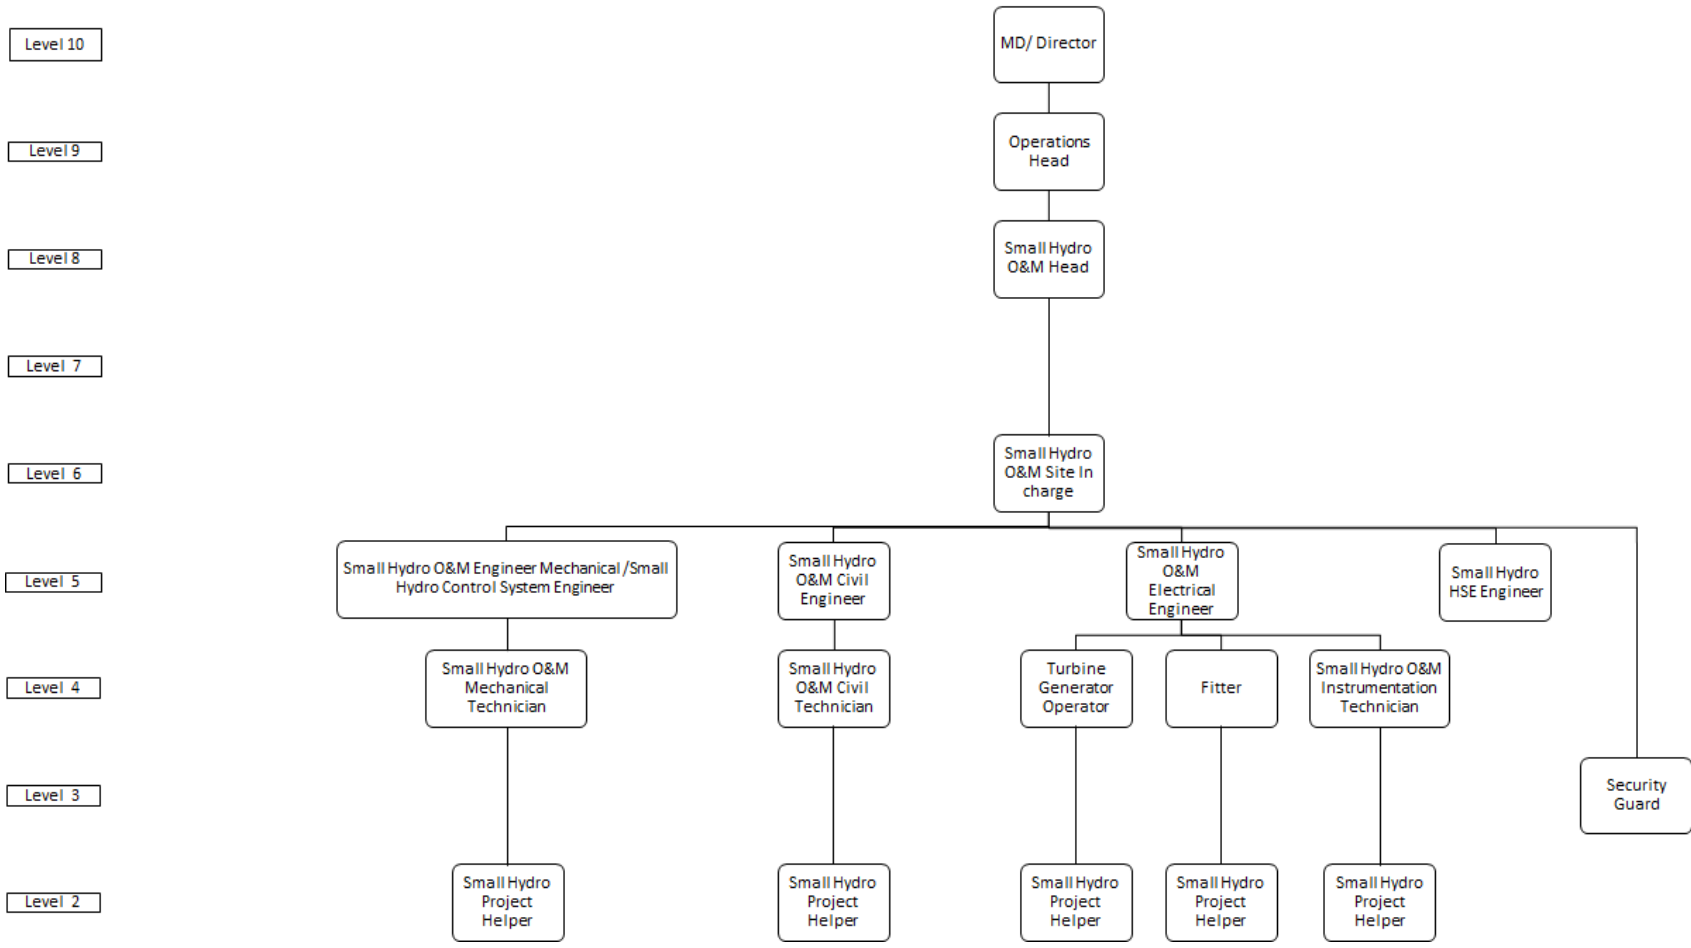 Level 10
MD/ Director
Level 9
Operations
Head
Level 8
Small Hydro
O&M Head
Level 7
Level 6
Small Hydro
O&M Site In
charge
Level 5
Small Hydro O&M Engineer Mechanical /Small
Hydro Control System Engineer
Small Hydro
O&M Civil
Engineer
Small Hydro
O&M
Electrical
Engineer
Small Hydro
HSE Engineer
Level 4
Small Hydro O&M
Mechanical
Technician
Small Hydro
O&M Civil
Technician
Turbine
Generator
Operator
Fitter
Small Hydro O&M
Instrumentation
Technician
Level 3
Security
Guard
Level 2
Small Hydro
Project
Helper
Small Hydro
Project
Helper
Small Hydro
Project
Helper
Small Hydro
Project
Helper
Small Hydro
Project
Helper